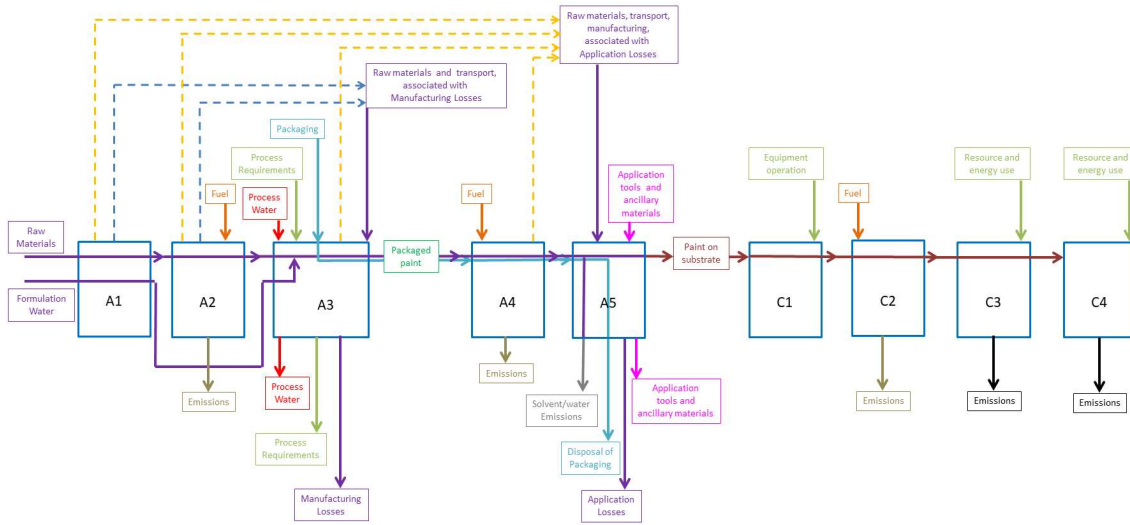 Raw materials, transport,
manufacturing,
associated with
Application Losses
Raw materials and transport,
associated with
Manufacturing Losses
Packaging
Process
Requirements
Fuel
Process
Water
Fuel
Application
tools and
ancillary
materials
Equipment
operation
Fuel
Resource and
energy use
Resource and
energy use
Raw
Materials
Packaged
paint
Paint on
substrate
Formulation
Water
A1
A2
A3
A4
A5
C1
C2
C3
C4
Emissions
Process
Water
Emissions
Solvent/water
Emissions
Application
tools and
ancillary materials
Emissions
Emissions
Emissions
Process
Requirements
Disposal of
Packaging
Manufacturing
Losses
Application
Losses